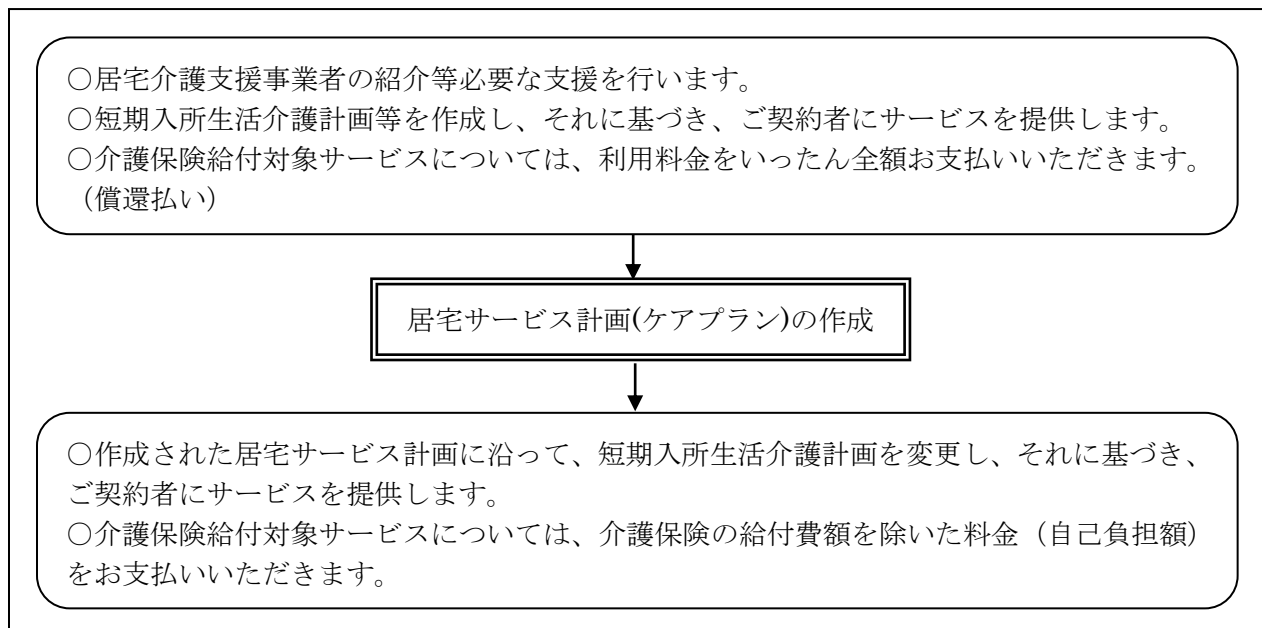 ○居宅介護支援事業者の紹介等必要な支援を行います。
○短期入所生活介護計画等を作成し、それに基づき、ご契約者にサービスを提供します。
○介護保険給付対象サービスについては、利用料金をいったん全額お支払いいただきます。
（償還払い）
居宅サービス計画(ケアプラン)の作成
○作成された居宅サービス計画に沿って、短期入所生活介護計画を変更し、それに基づき、
ご契約者にサービスを提供します。
○介護保険給付対象サービスについては、介護保険の給付費額を除いた料金（自己負担額）
をお支払いいただきます。